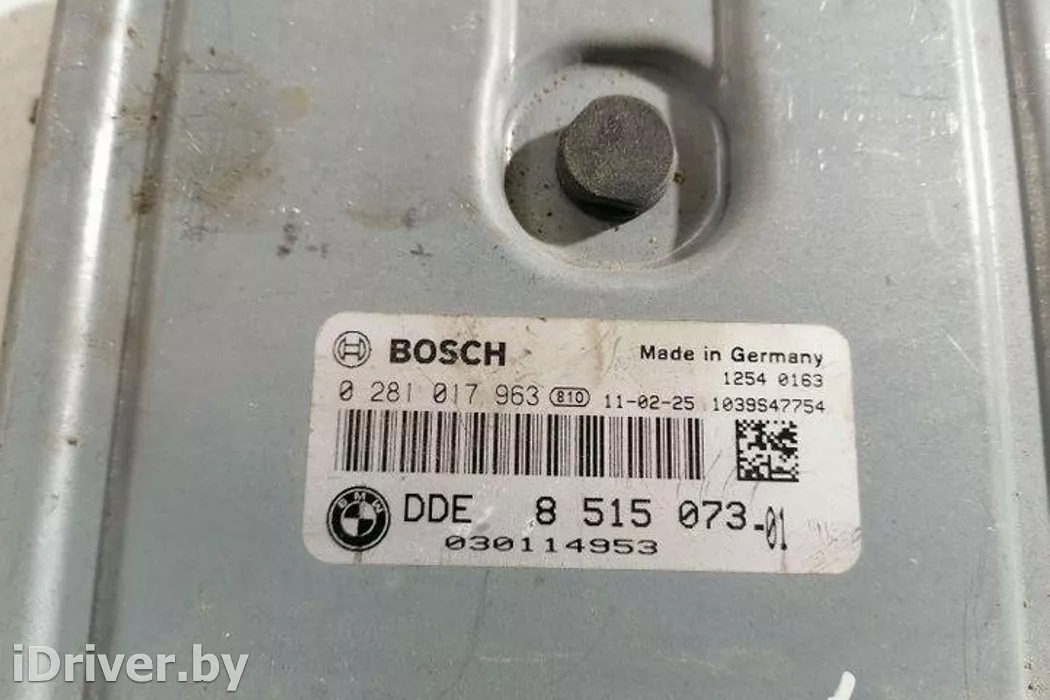 BOSCH Made in Germany
1254 0163
0 281 017 963 810 11-02-25 1039S47754
BMW DDE 8 515 073-01
030114953
iDriver.by